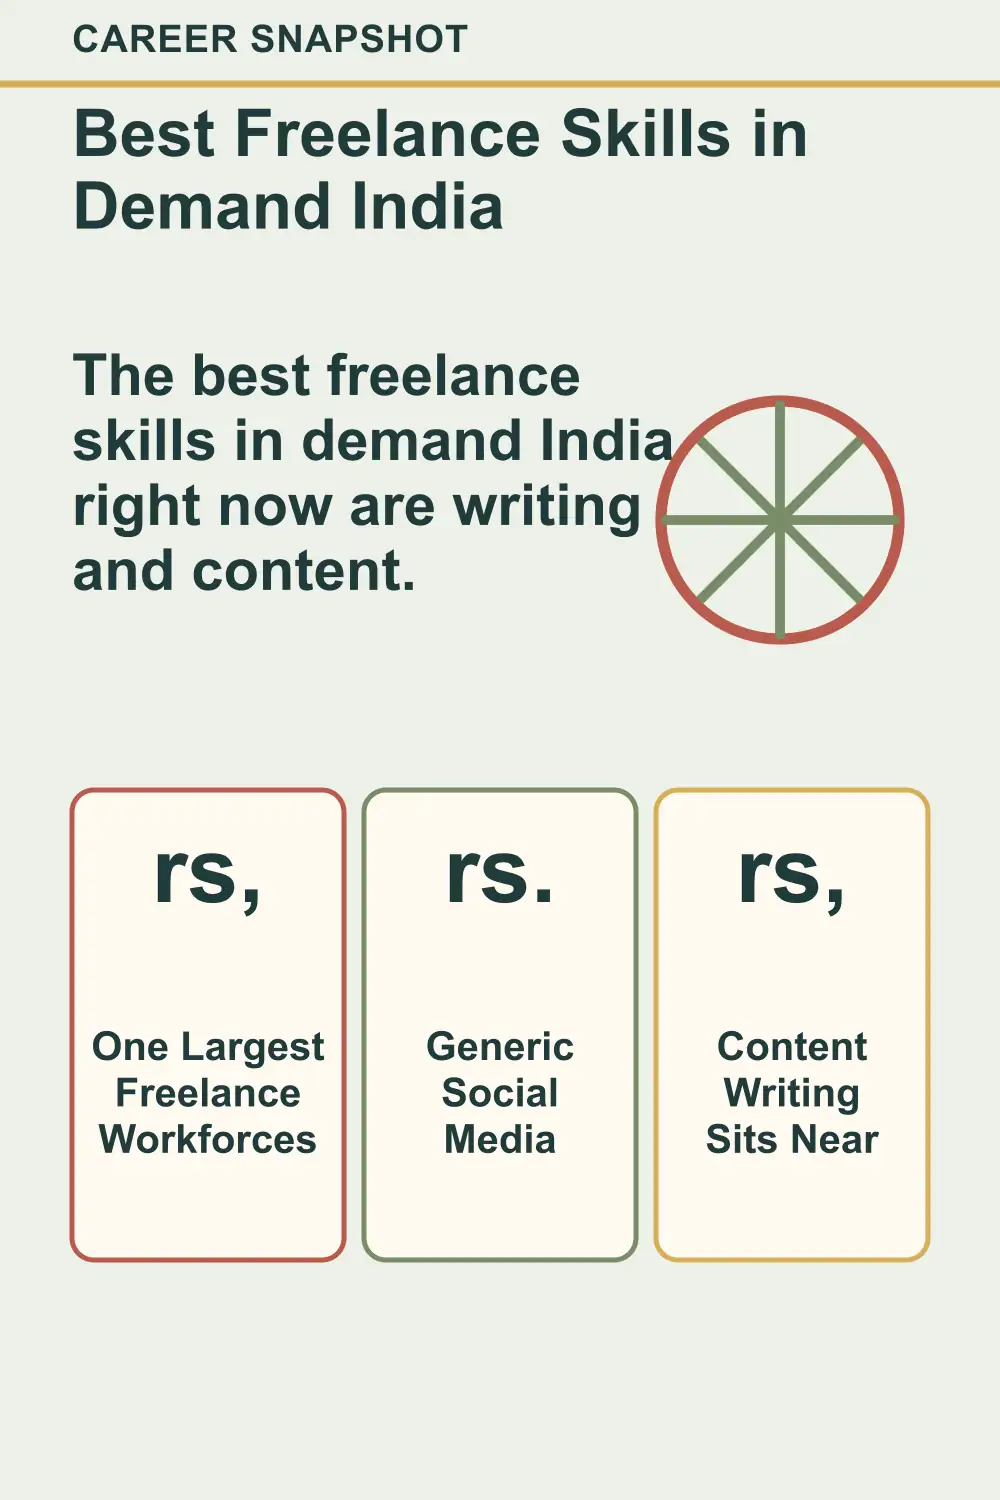 CAREER SNAPSHOT
Best Freelance Skills in
Demand India
The best freelance
skills in demand India
right now are writing
and content.
rs,
One Largest
Freelance
Workforces
rs.
Generic
Social
Media
rs,
Content
Writing
Sits Near